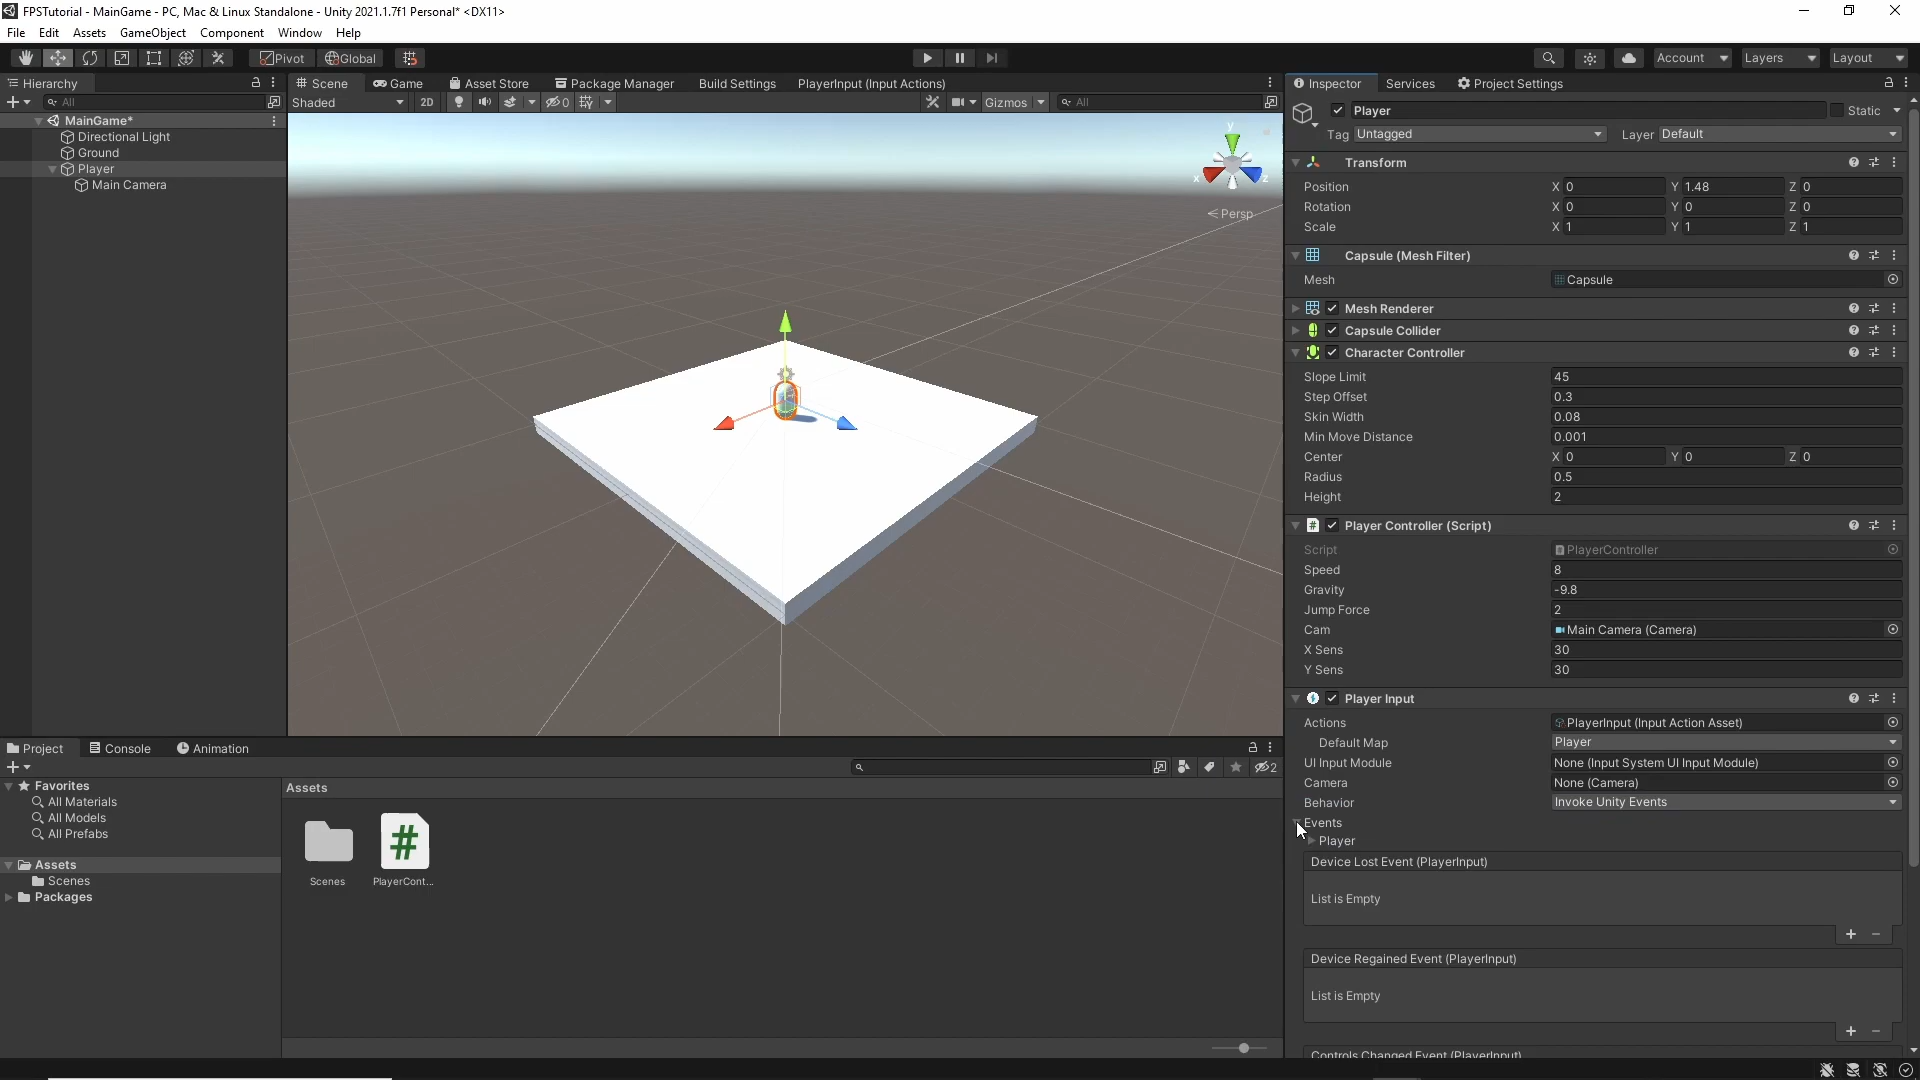 FPSTutorial - MainGame - PC, Mac & Linux Standalone - Unity 2021.1.7f1 Personal* <DX11>
File Edit Assets GameObject Component Window Help
Pivot Global Account Layers Layout
Hierarchy
All
MainGame*
Directional Light
Ground
Player
Main Camera
Scene Game Asset Store Package Manager Build Settings PlayerInput (Input Actions)
Shaded 2D 0 Gizmos All
y
x z
Persp
Inspector Services Project Settings
Player Static
Tag Untagged Layer Default
Transform
Position X 0 Y 1.48 Z 0
Rotation X 0 Y 0 Z 0
Scale X 1 Y 1 Z 1
Capsule (Mesh Filter)
Mesh Capsule
Mesh Renderer
Capsule Collider
Character Controller
Slope Limit 45
Step Offset 0.3
Skin Width 0.08
Min Move Distance 0.001
Center X 0 Y 0 Z 0
Radius 0.5
Height 2
# Player Controller (Script)
Script PlayerController
Speed 8
Gravity -9.8
Jump Force 2
Cam Main Camera (Camera)
X Sens 30
Y Sens 30
Player Input
Actions PlayerInput (Input Action Asset)
Default Map Player
UI Input Module None (Input System UI Input Module)
Camera None (Camera)
Behavior Invoke Unity Events
Events
Player
Device Lost Event (PlayerInput)
List is Empty
+ −
Device Regained Event (PlayerInput)
List is Empty
+ −
Controls Changed Event (PlayerInput)
Project Console Animation
2
Favorites
All Materials
All Models
All Prefabs
Assets
Scenes
Packages
Assets
#
Scenes PlayerCont...